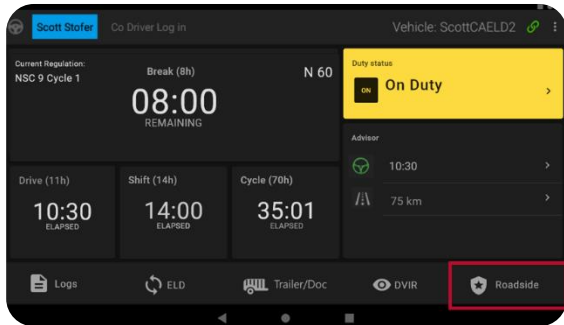 Scott Stofer
Co Driver Log in
Vehicle: ScottCAELD2
Current Regulation:
NSC 9 Cycle 1
Break (8h)
N 60
08:00
REMAINING
Duty status
ON
On Duty
Advisor
10:30
75 km
Drive (11h)
10:30
ELAPSED
Shift (14h)
14:00
ELAPSED
Cycle (70h)
35:01
ELAPSED
Logs
ELD
Trailer/Doc
DVIR
Roadside